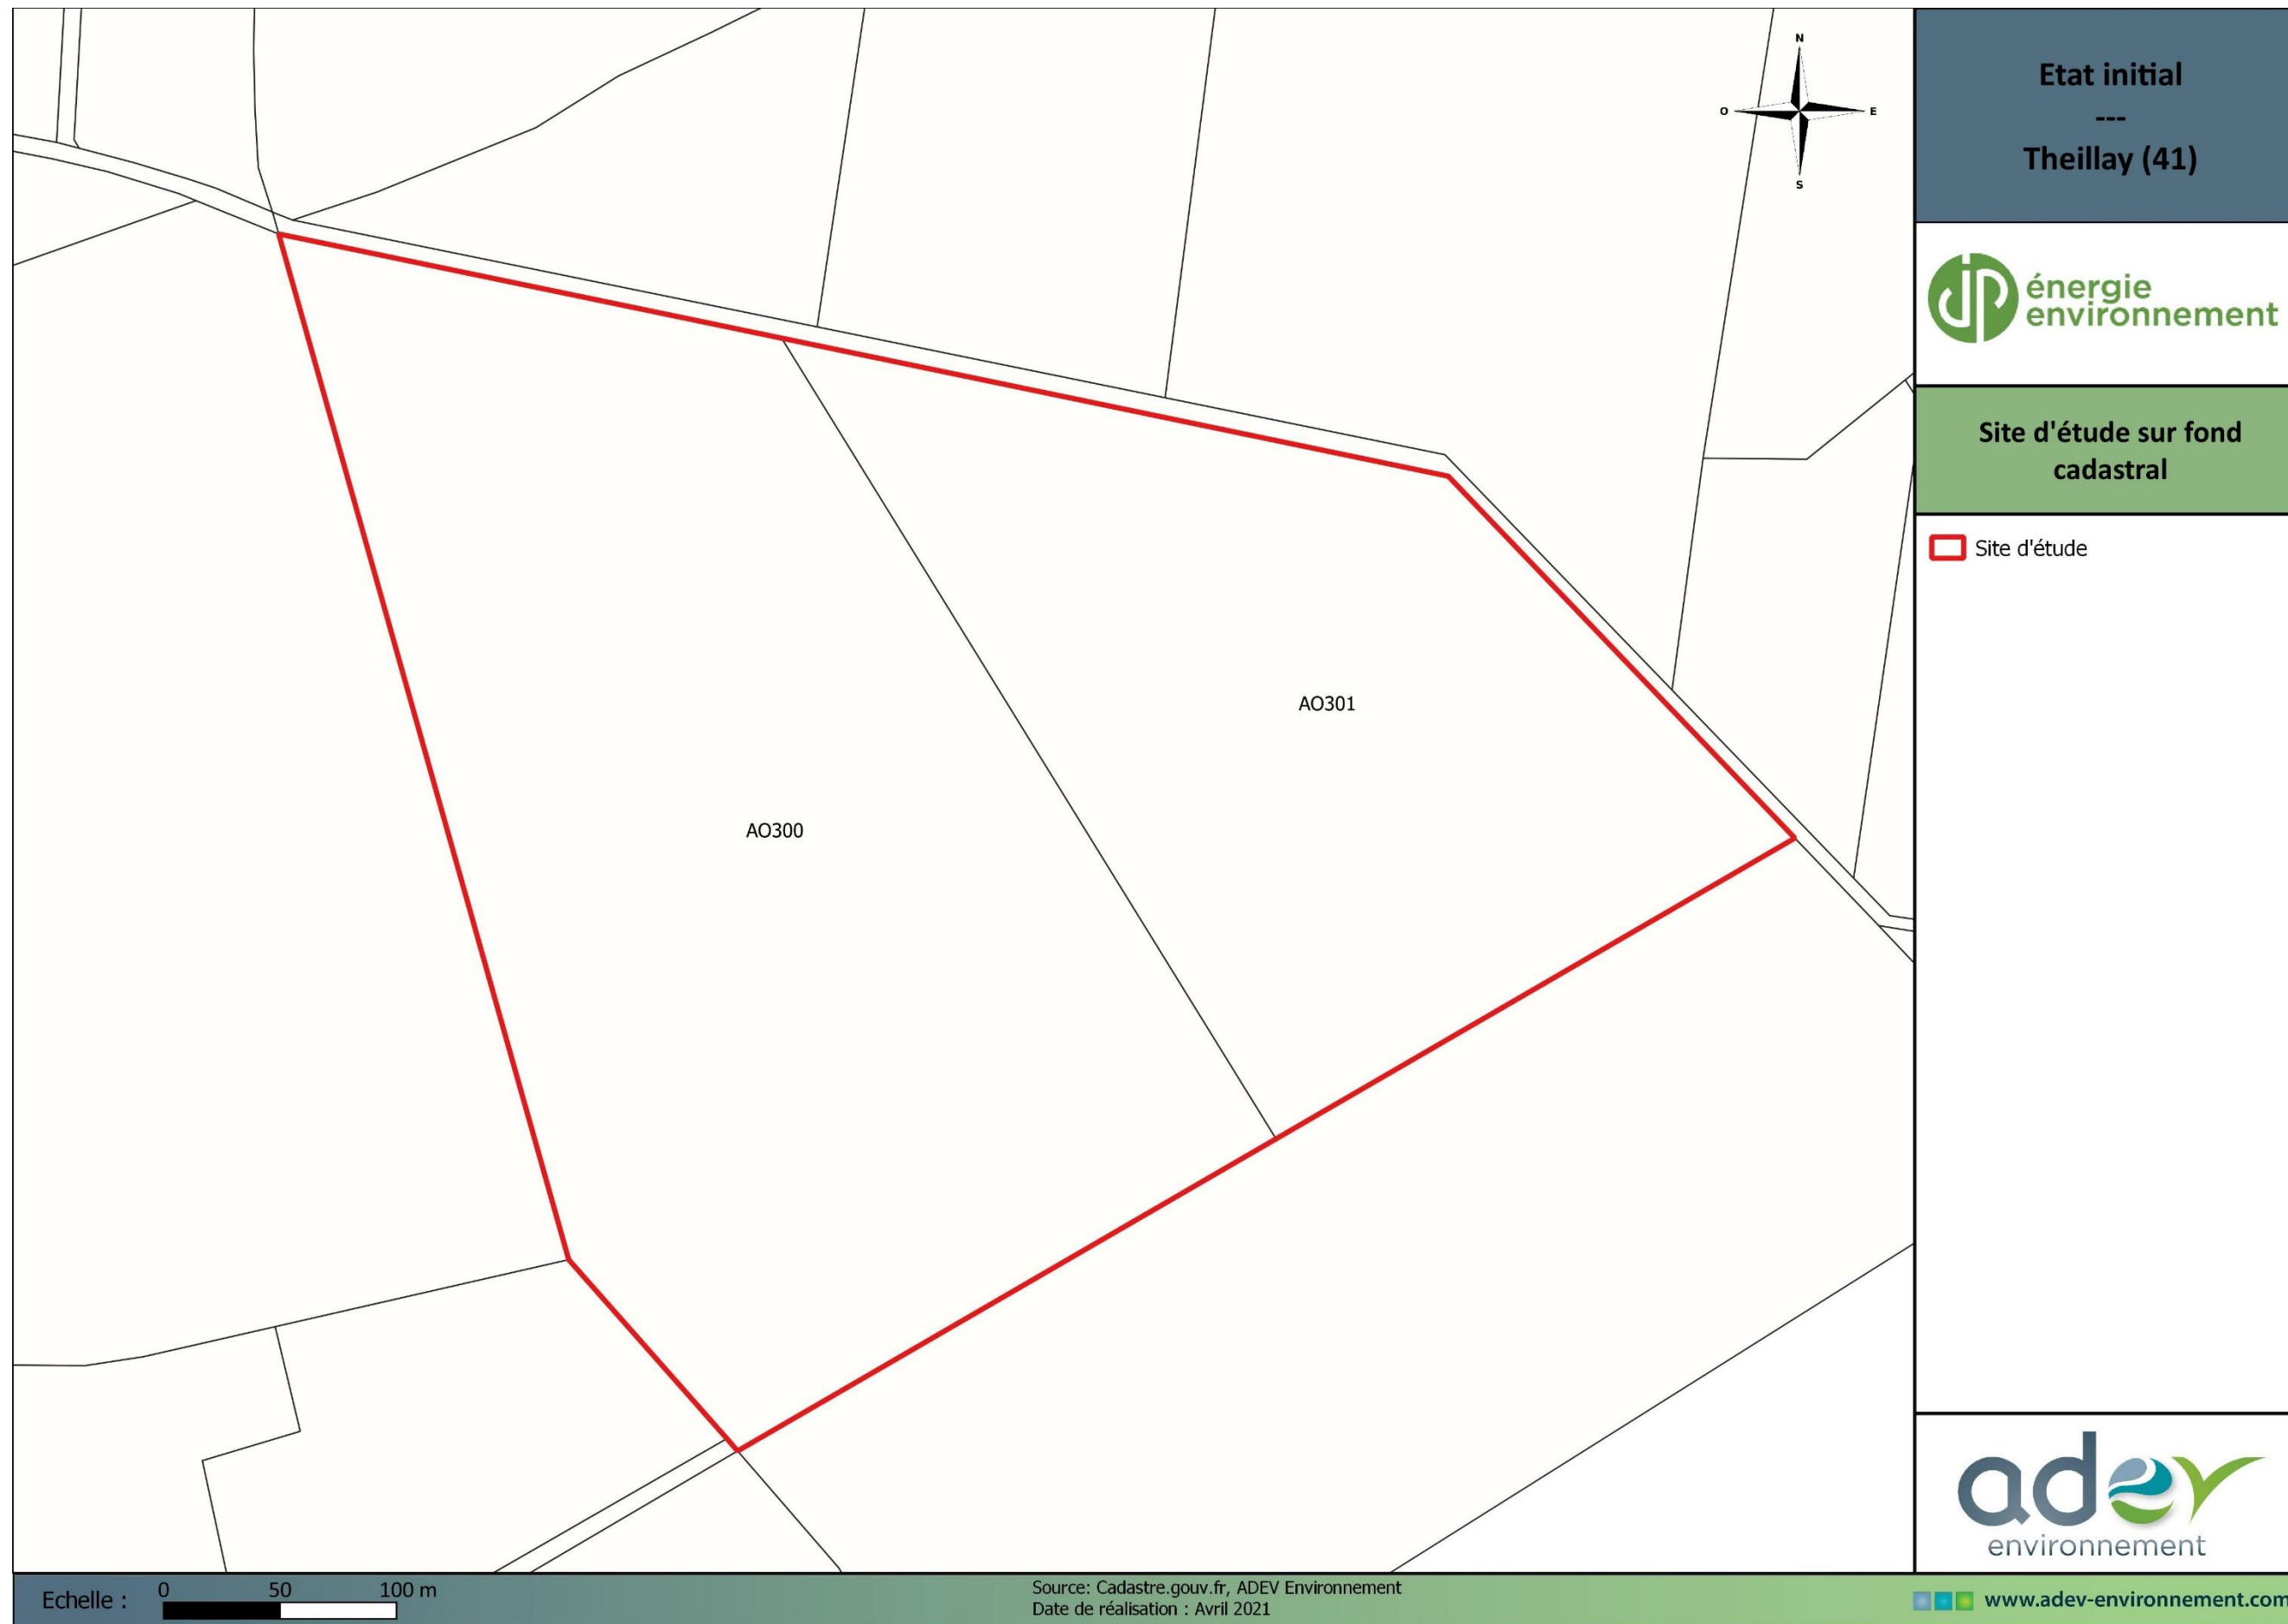 N
O
E
S
AO301
AO300
Etat initial
---
Theillay (41)
JP énergie
environnement
Site d'étude sur fond
cadastral
Site d'étude
adev
environnement
Echelle :
0 50 100 m
Source: Cadastre.gouv.fr, ADEV Environnement
Date de réalisation : Avril 2021
www.adev-environnement.com